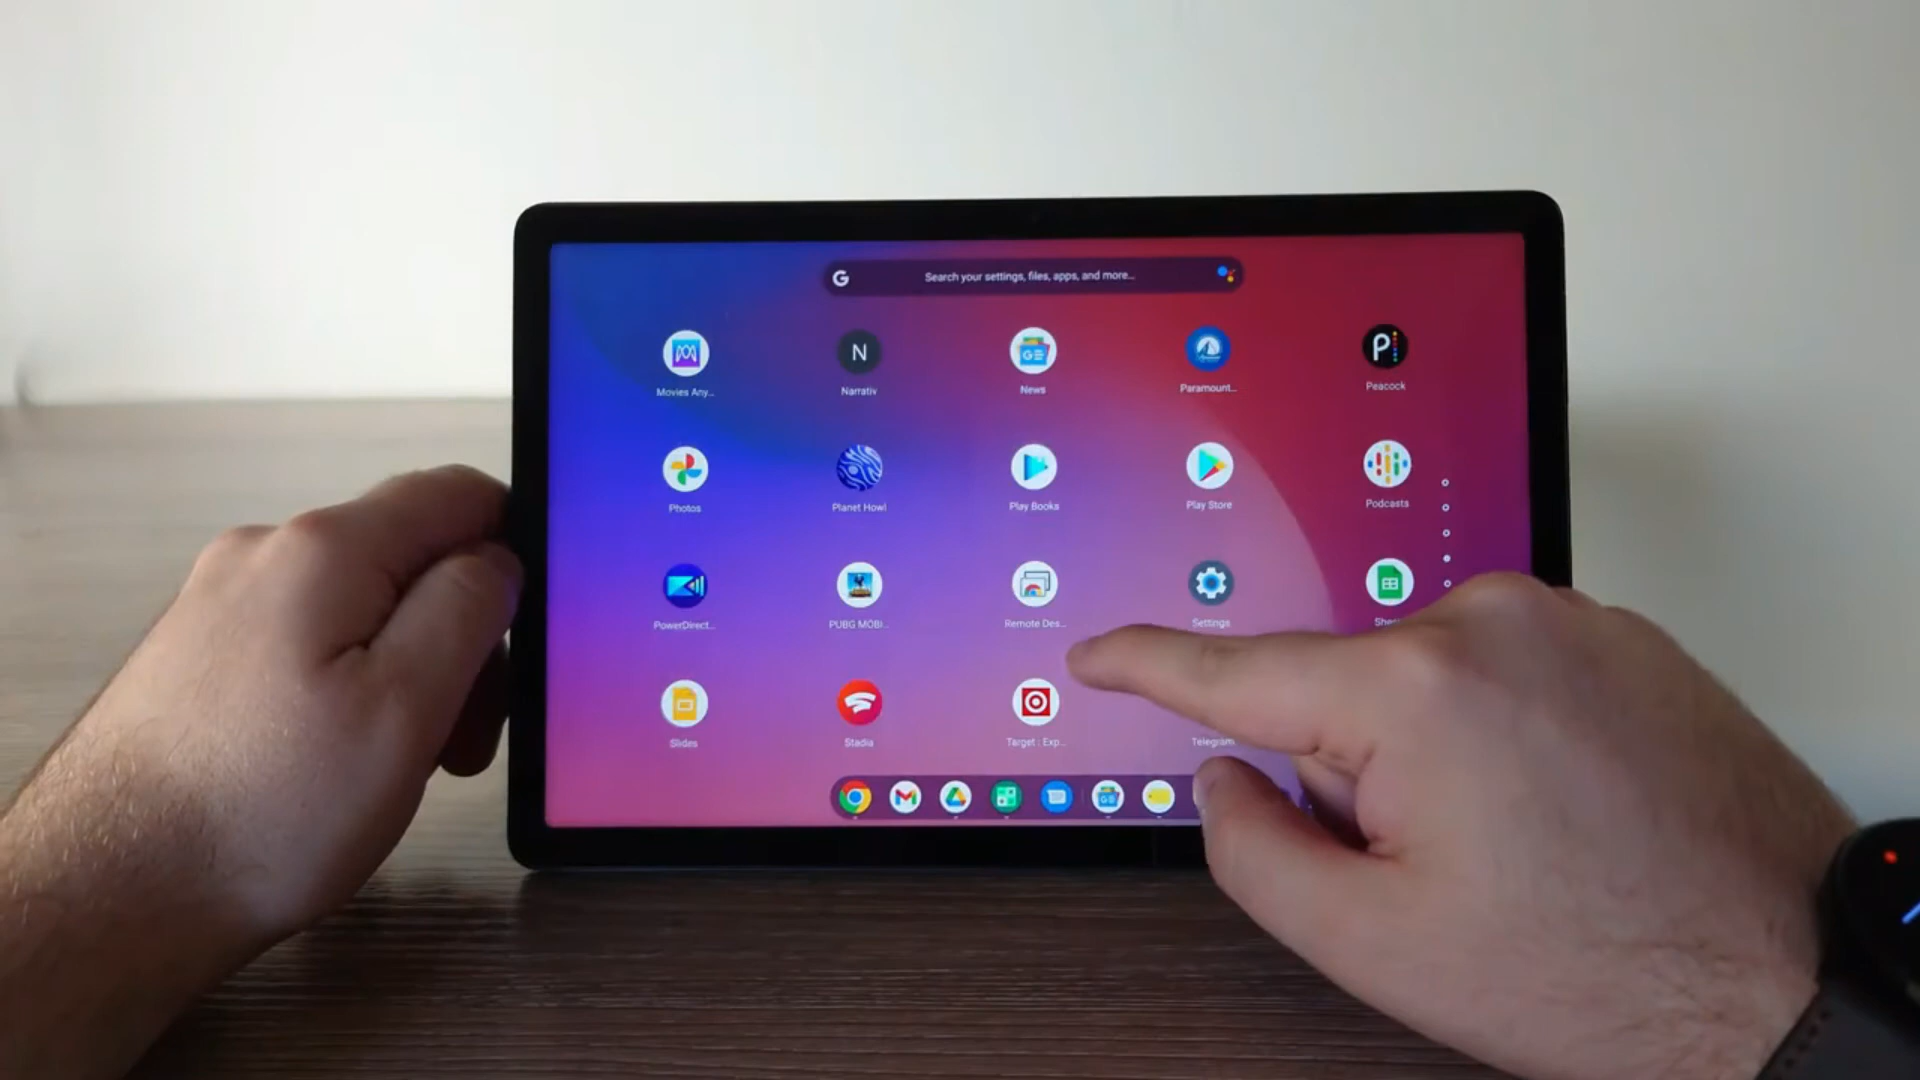 Search your settings, files, apps, and more...
Movies Any...
Narrativ
News
Paramount...
Peacock
Photos
Planet Howl
Play Books
Play Store
Podcasts
PowerDirect...
PUBG MOBI...
Remote Des...
Settings
Slides
Stadia
Target : Exp...
Telegram